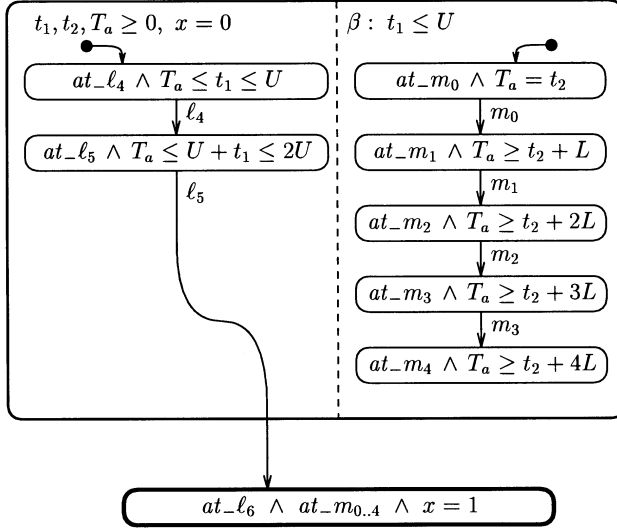 t₁, t₂, Tₐ ≥ 0, x = 0
at_ℓ₄ ∧ Tₐ ≤ t₁ ≤ U
ℓ₄
at_ℓ₅ ∧ Tₐ ≤ U + t₁ ≤ 2U
ℓ₅
β : t₁ ≤ U
at_m₀ ∧ Tₐ = t₂
m₀
at_m₁ ∧ Tₐ ≥ t₂ + L
m₁
at_m₂ ∧ Tₐ ≥ t₂ + 2L
m₂
at_m₃ ∧ Tₐ ≥ t₂ + 3L
m₃
at_m₄ ∧ Tₐ ≥ t₂ + 4L
at_ℓ₆ ∧ at_m₀..₄ ∧ x = 1